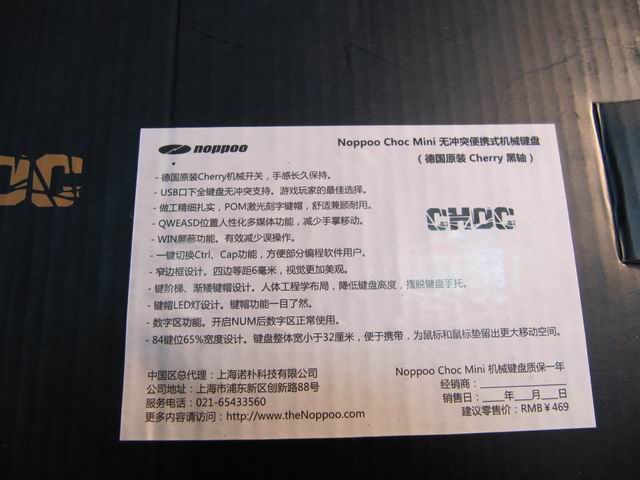 noppoo
Noppoo Choc Mini 无冲突便携式机械键盘
（德国原装 Cherry 黑轴）
- 德国原装Cherry机械开关，手感长久保持。
- USB口下全键盘无冲突支持。游戏玩家的最佳选择。
- 做工精细扎实，POM激光刻字键帽，舒适兼顾耐用。
- QWEASD位置人性化多媒体功能，减少手掌移动。
- WIN屏蔽功能。有效减少误操作。
- 一键切换Ctrl、Cap功能，方便部分编程软件用户。
- 窄边框设计。四边等距6毫米，视觉更加美观。
- 键阶梯、渐矮键帽设计。人体工程学布局，降低键盘高度，摆脱键盘手托。
- 键帽LED灯设计。键帽功能一目了然。
- 数字区功能。开启NUM后数字区正常使用。
- 84键位65%宽度设计。键盘整体宽小于32厘米，便于携带，为鼠标和鼠标垫留出更大移动空间。
CHOC
中国区总代理：上海诺朴科技有限公司
公司地址：上海市浦东新区创新路88号
服务电话：021-65433560
更多内容请访问：http://www.theNoppoo.com
Noppoo Choc Mini 机械键盘质保一年
经销商：
销售日：____年___月___日
建议零售价：RMB￥469